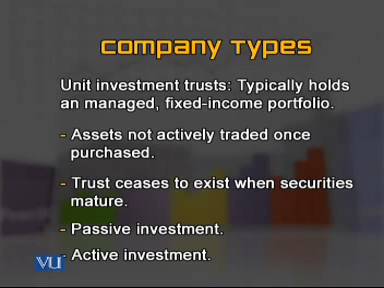 Company Types
Unit investment trusts: Typically holds
an managed, fixed-income portfolio.
- Assets not actively traded once
purchased.
- Trust ceases to exist when securities
mature.
- Passive investment.
- Active investment.
VU